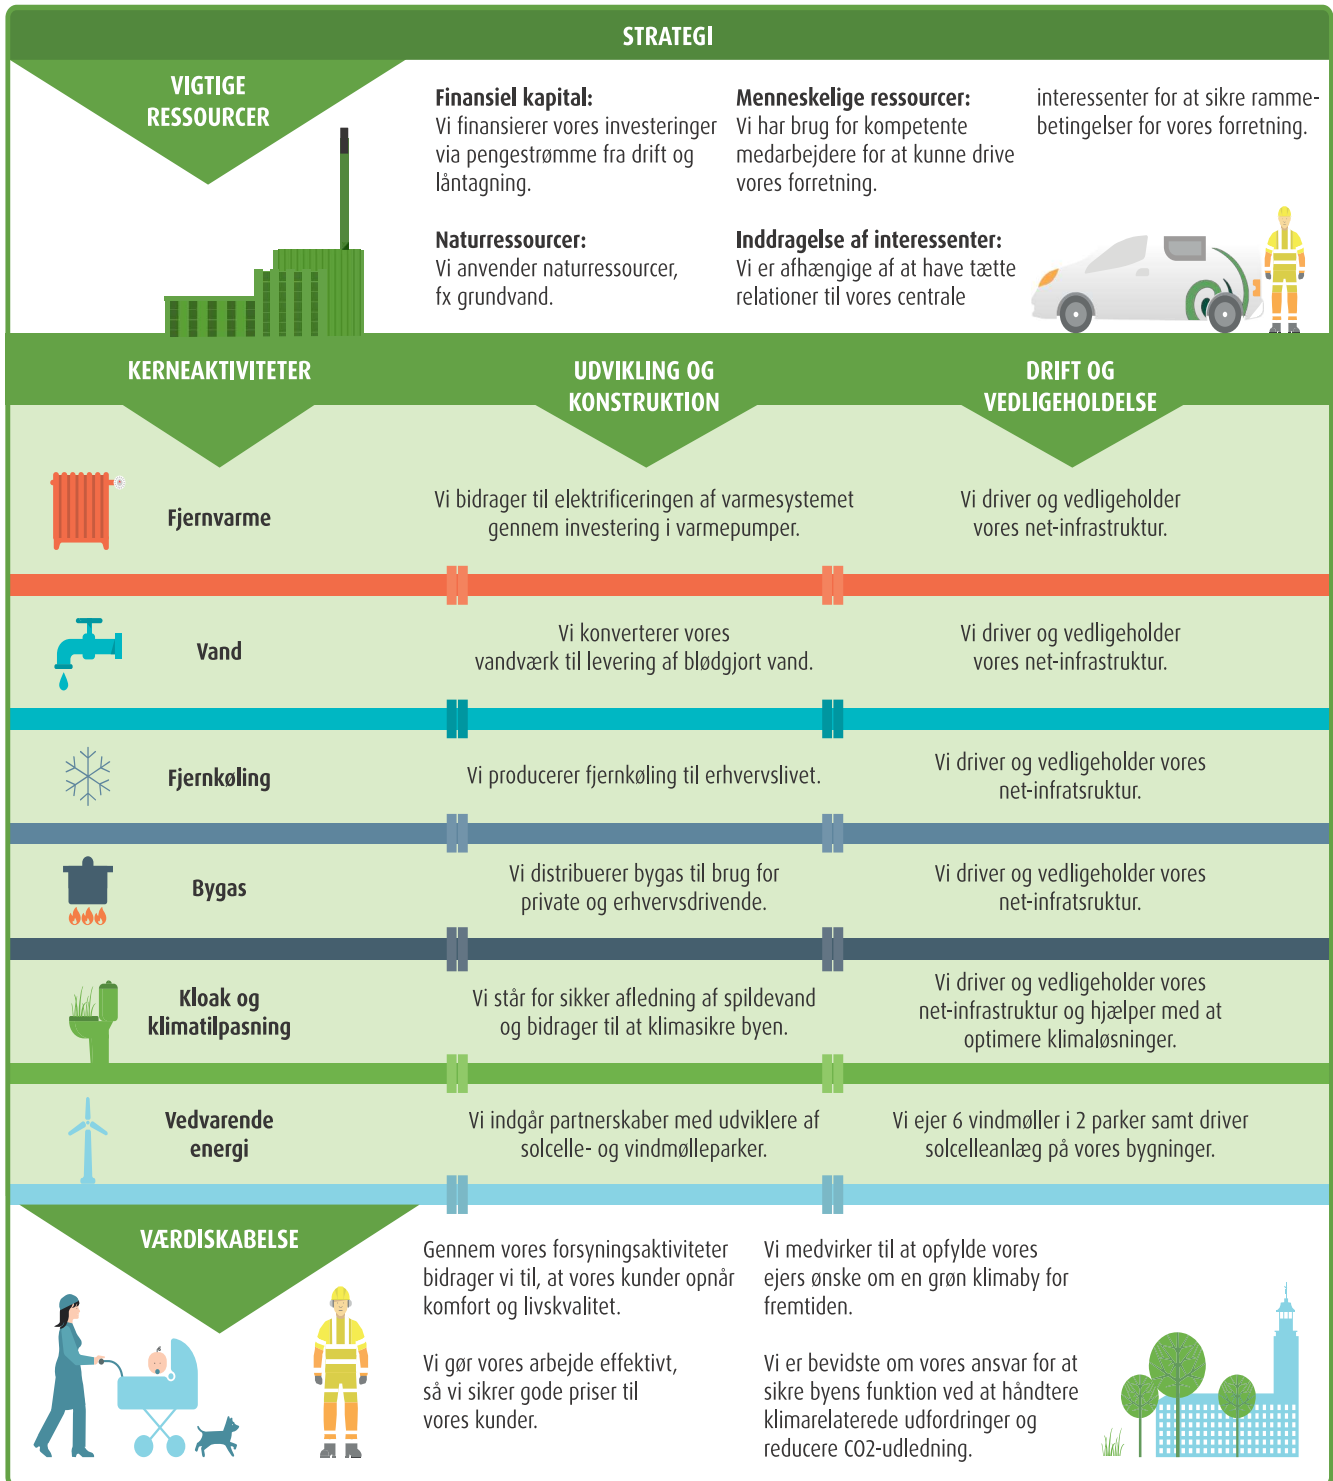 STRATEGI
VIGTIGE
RESSOURCER
Finansiel kapital:
Vi finansierer vores investeringer
via pengestrømme fra drift og
låntagning.
Naturressourcer:
Vi anvender naturressourcer,
fx grundvand.
Menneskelige ressourcer:
Vi har brug for kompetente
medarbejdere for at kunne drive
vores forretning.
Inddragelse af interessenter:
Vi er afhængige af at have tætte
relationer til vores centrale
interessenter for at sikre ramme-
betingelser for vores forretning.
KERNEAKTIVITETER
UDVIKLING OG
KONSTRUKTION
DRIFT OG
VEDLIGEHOLDELSE
Fjernvarme
Vi bidrager til elektrificeringen af varmesystemet
gennem investering i varmepumper.
Vi driver og vedligeholder
vores net-infrastruktur.
Vand
Vi konverterer vores
vandværk til levering af blødgjort vand.
Vi driver og vedligeholder
vores net-infrastruktur.
Fjernkøling
Vi producerer fjernkøling til erhvervslivet.
Vi driver og vedligeholder vores
net-infratsruktur.
Bygas
Vi distribuerer bygas til brug for
private og erhvervsdrivende.
Vi driver og vedligeholder vores
net-infratsruktur.
Kloak og
klimatilpasning
Vi står for sikker afledning af spildevand
og bidrager til at klimasikre byen.
Vi driver og vedligeholder vores
net-infrastruktur og hjælper med at
optimere klimaløsninger.
Vedvarende
energi
Vi indgår partnerskaber med udviklere af
solcelle- og vindmølleparker.
Vi ejer 6 vindmøller i 2 parker samt driver
solcelleanlæg på vores bygninger.
VÆRDISKABELSE
Gennem vores forsyningsaktiviteter
bidrager vi til, at vores kunder opnår
komfort og livskvalitet.
Vi gør vores arbejde effektivt,
så vi sikrer gode priser til
vores kunder.
Vi medvirker til at opfylde vores
ejers ønske om en grøn klimaby for
fremtiden.
Vi er bevidste om vores ansvar for at
sikre byens funktion ved at håndtere
klimarelaterede udfordringer og
reducere CO2-udledning.